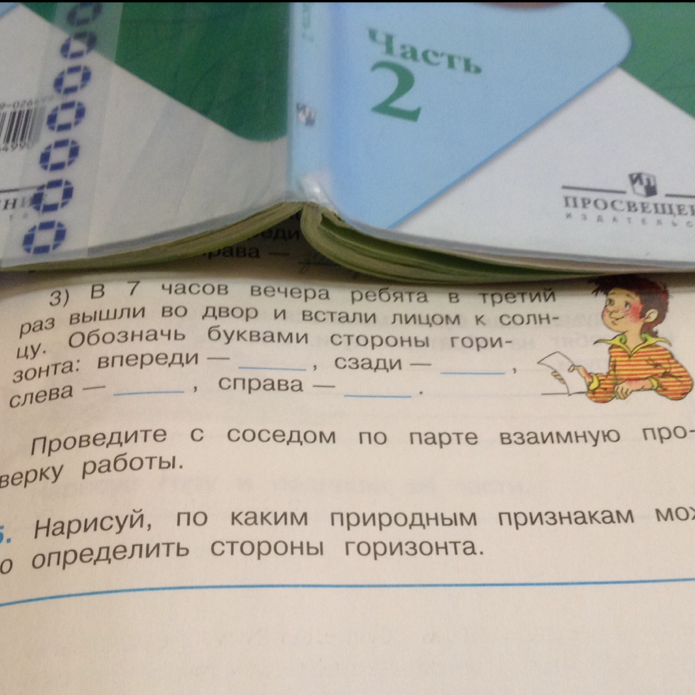 Часть
2
ПРОСВЕЩЕН
ИЗДАТЕЛЬС
3) В 7 часов вечера ребята в третий
раз вышли во двор и встали лицом к солн-
цу. Обозначь буквами стороны гори-
зонта: впереди — ______ , сзади — ______ ,
слева — ______ , справа — ______ .
Проведите с соседом по парте взаимную про-
верку работы.
5. Нарисуй, по каким природным признакам мож
о определить стороны горизонта.